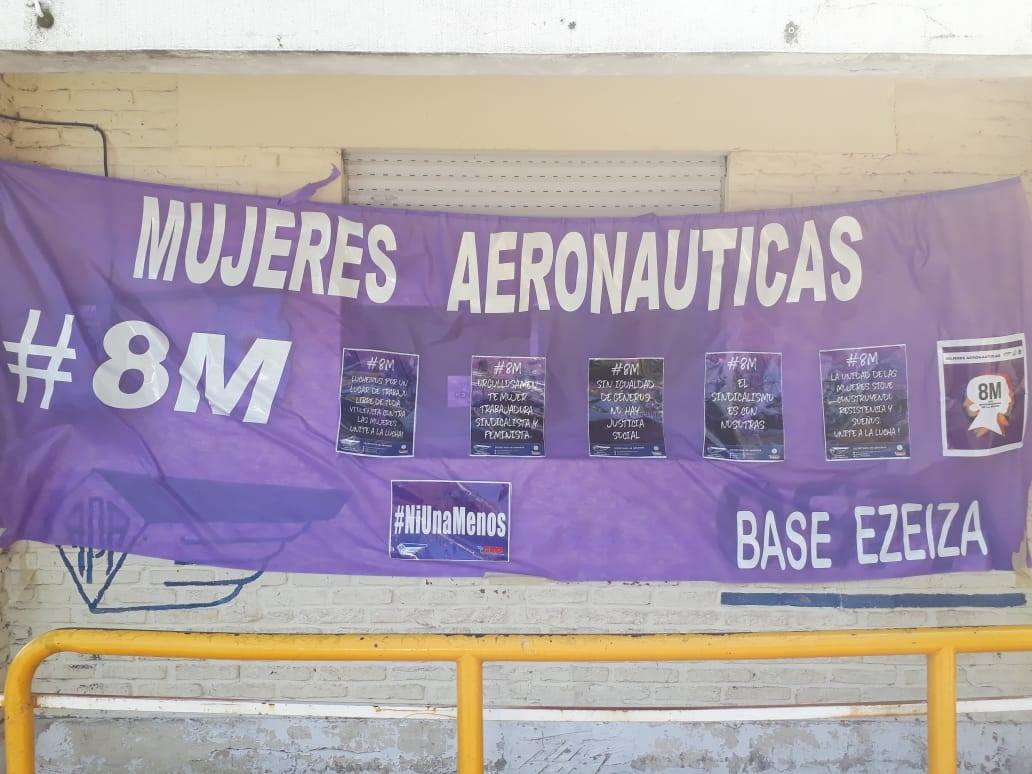 MUJERES AERONAUTICAS
#8M
#8M
LUCHEMOS POR UN
LUGAR DE TRABAJO
LIBRE DE TODA
VIOLENCIA CONTRA
LAS MUJERES
UNITE A LA LUCHA!
#8M
ORGULLOSAMEN
TE MUJER
TRABAJADORA
SINDICALISTA Y
FEMINISTA
#8M
SIN IGUALDAD
DE GÉNEROS
NO HAY
JUSTICIA
SOCIAL
#8M
EL
SINDICALISMO
ES CON
NOSOTRAS
#8M
LA UNIDAD DE LAS
MUJERES SIGUE
CONSTRUYENDO
RESISTENCIA Y
SUEÑOS
UNITE A LA LUCHA!
MUJERES AERONAUTICAS
8M
#NiUnaMenos
BASE EZEIZA
APA